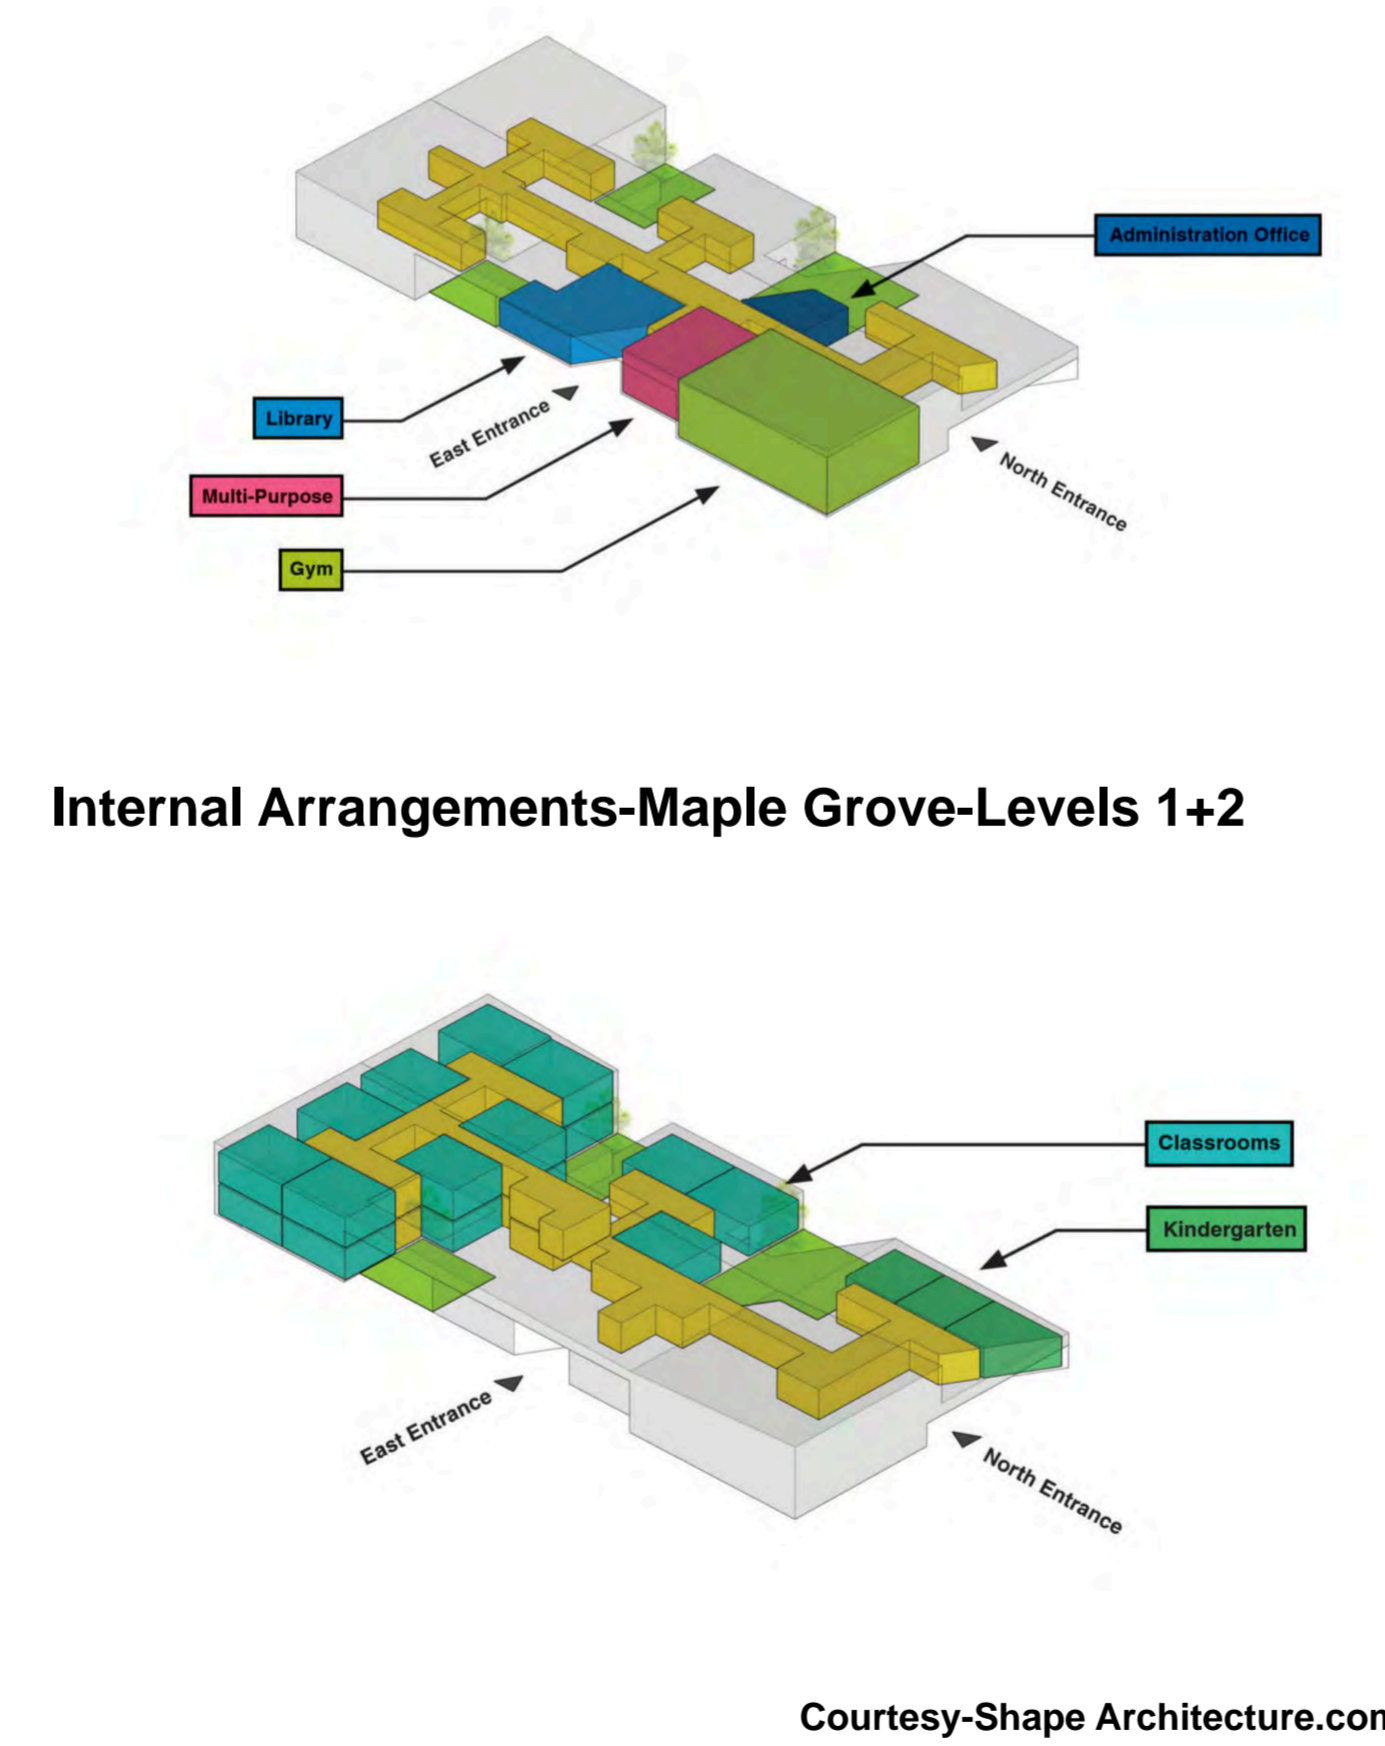 Administration Office
Library
East Entrance
Multi-Purpose
North Entrance
Gym
Internal Arrangements-Maple Grove-Levels 1+2
Classrooms
Kindergarten
East Entrance
North Entrance
Courtesy-Shape Architecture.com